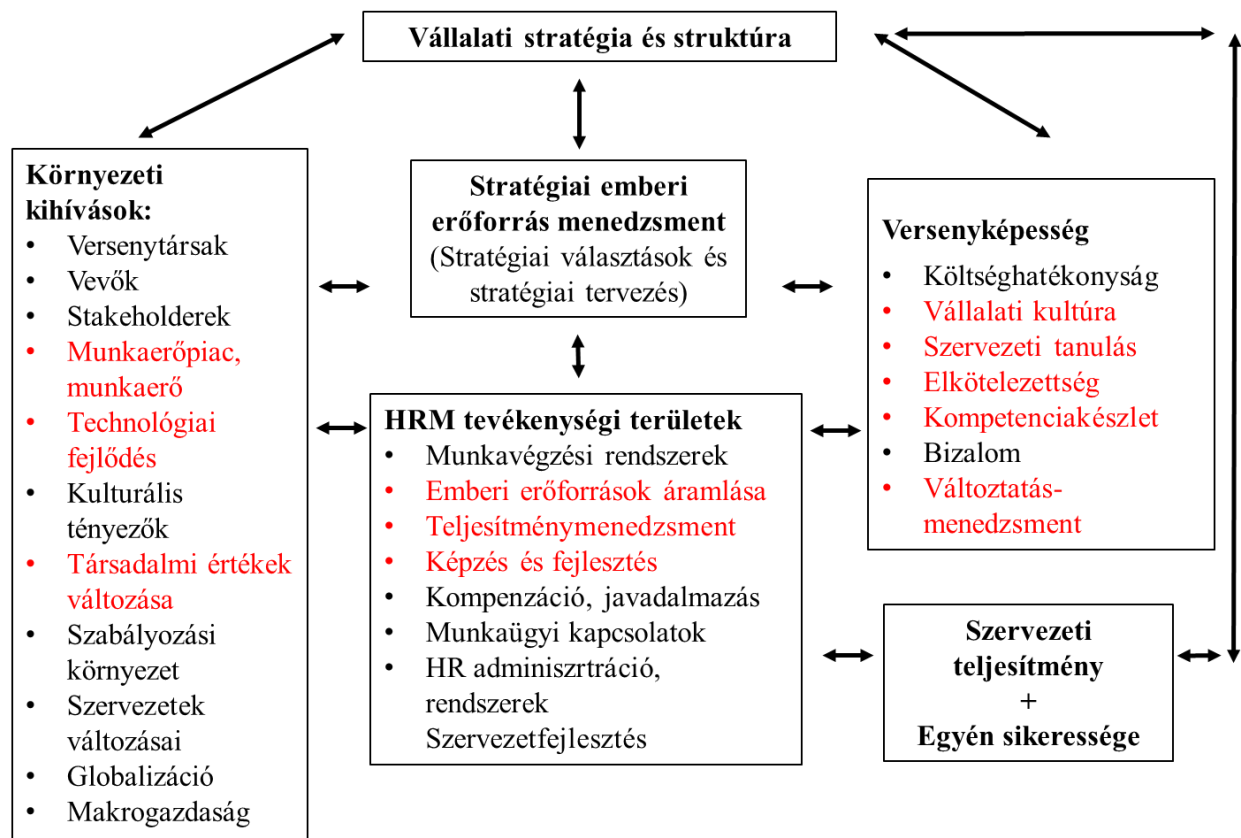 Vállalati stratégia és struktúra
Környezeti
kihívások:
• Versenytársak
• Vevők
• Stakeholderek
• Munkaerőpiac,
munkaerő
• Technológiai
fejlődés
• Kulturális
tényezők
• Társadalmi értékek
változása
• Szabályozási
környezet
• Szervezetek
változásai
• Globalizáció
• Makrogazdaság
Stratégiai emberi
erőforrás menedzsment
(Stratégiai választások és
stratégiai tervezés)
HRM tevékenységi területek
• Munkavégzési rendszerek
• Emberi erőforrások áramlása
• Teljesítménymenedzsment
• Képzés és fejlesztés
• Kompenzáció, javadalmazás
• Munkaügyi kapcsolatok
• HR adminiszrtráció,
rendszerek
Szervezetfejlesztés
Versenyképesség
• Költséghatékonyság
• Vállalati kultúra
• Szervezeti tanulás
• Elkötelezettség
• Kompetenciakészlet
• Bizalom
• Változtatás-
menedzsment
Szervezeti
teljesítmény
+
Egyén sikeressége